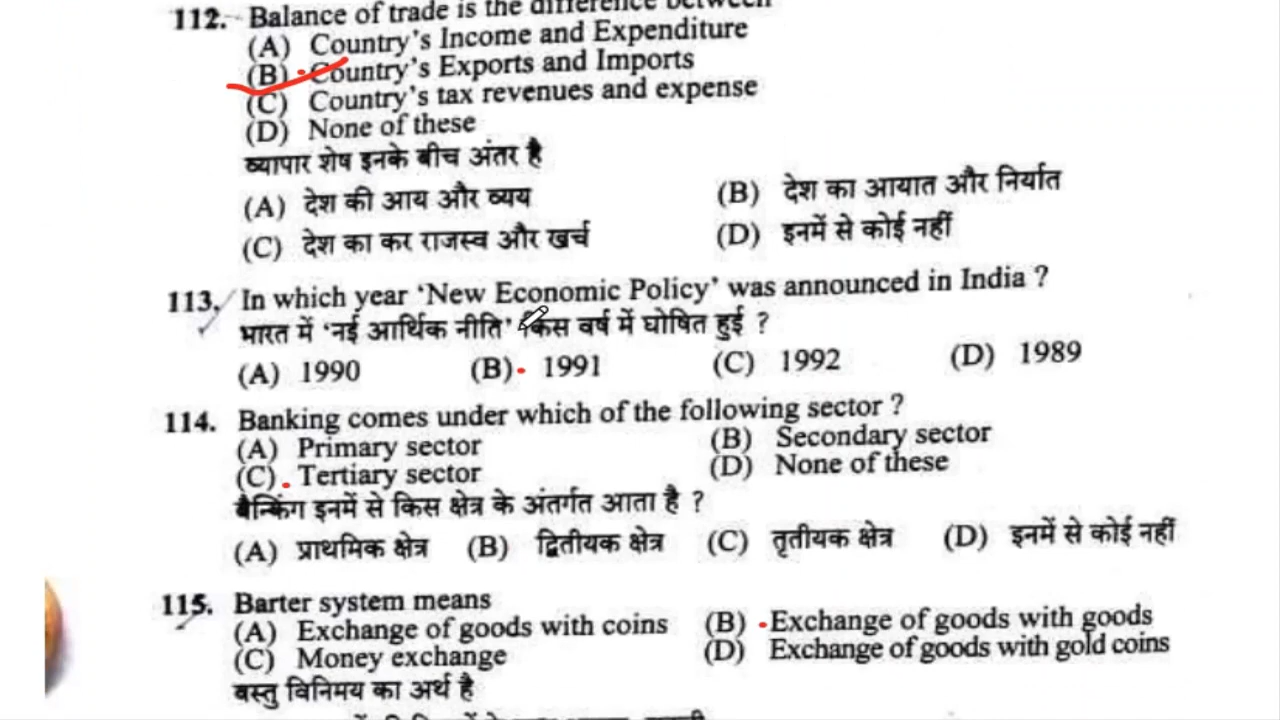 112. Balance of trade is the difference between
(A) Country's Income and Expenditure
(B) Country's Exports and Imports
(C) Country's tax revenues and expense
(D) None of these
व्यापार शेष इनके बीच अंतर है
(A) देश की आय और व्यय (B) देश का आयात और निर्यात
(C) देश का कर राजस्व और खर्च (D) इनमें से कोई नहीं
113. In which year 'New Economic Policy' was announced in India ?
भारत में 'नई आर्थिक नीति' किस वर्ष में घोषित हुई ?
(A) 1990 (B) 1991 (C) 1992 (D) 1989
114. Banking comes under which of the following sector ?
(A) Primary sector (B) Secondary sector
(C) Tertiary sector (D) None of these
बैन्किंग इनमें से किस क्षेत्र के अंतर्गत आता है ?
(A) प्राथमिक क्षेत्र (B) द्वितीयक क्षेत्र (C) तृतीयक क्षेत्र (D) इनमें से कोई नहीं
115. Barter system means
(A) Exchange of goods with coins (B) Exchange of goods with goods
(C) Money exchange (D) Exchange of goods with gold coins
वस्तु विनिमय का अर्थ है